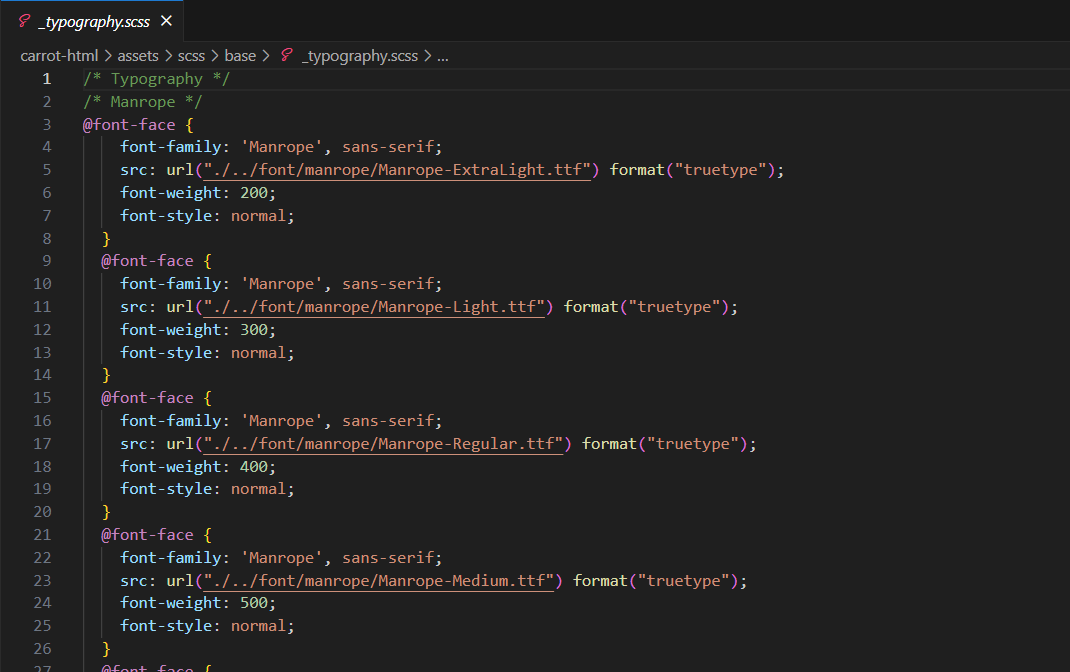 _typography.scss
carrot-html > assets > scss > base > _typography.scss > ...
1 /* Typography */
2 /* Manrope */
3 @font-face {
4 font-family: 'Manrope', sans-serif;
5 src: url("./../font/manrope/Manrope-ExtraLight.ttf") format("truetype");
6 font-weight: 200;
7 font-style: normal;
8 }
9 @font-face {
10 font-family: 'Manrope', sans-serif;
11 src: url("./../font/manrope/Manrope-Light.ttf") format("truetype");
12 font-weight: 300;
13 font-style: normal;
14 }
15 @font-face {
16 font-family: 'Manrope', sans-serif;
17 src: url("./../font/manrope/Manrope-Regular.ttf") format("truetype");
18 font-weight: 400;
19 font-style: normal;
20 }
21 @font-face {
22 font-family: 'Manrope', sans-serif;
23 src: url("./../font/manrope/Manrope-Medium.ttf") format("truetype");
24 font-weight: 500;
25 font-style: normal;
26 }
27 @font-face {